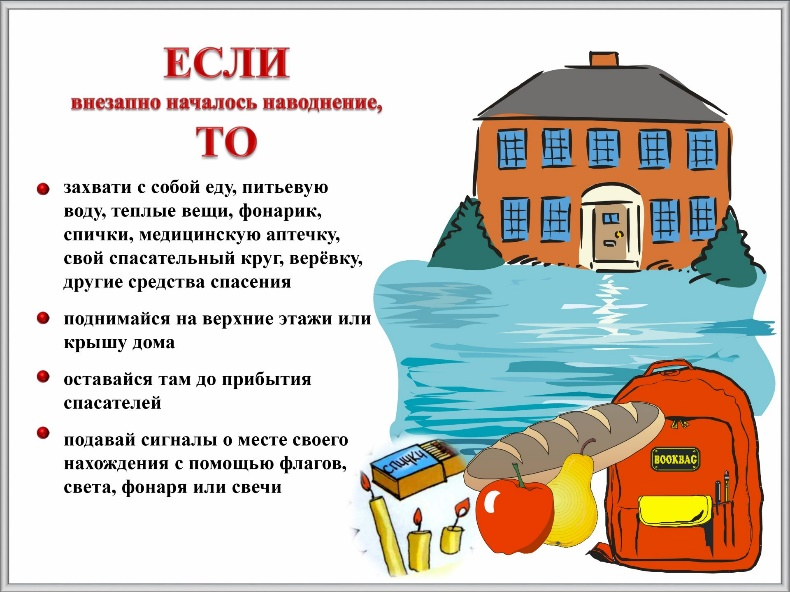 ЕСЛИ
внезапно началось наводнение,
ТО
захвати с собой еду, питьевую
воду, теплые вещи, фонарик,
спички, медицинскую аптечку,
свой спасательный круг, верёвку,
другие средства спасения
поднимайся на верхние этажи или
крышу дома
оставайся там до прибытия
спасателей
подавай сигналы о месте своего
нахождения с помощью флагов,
света, фонаря или свечи
спички
BOOKBAG